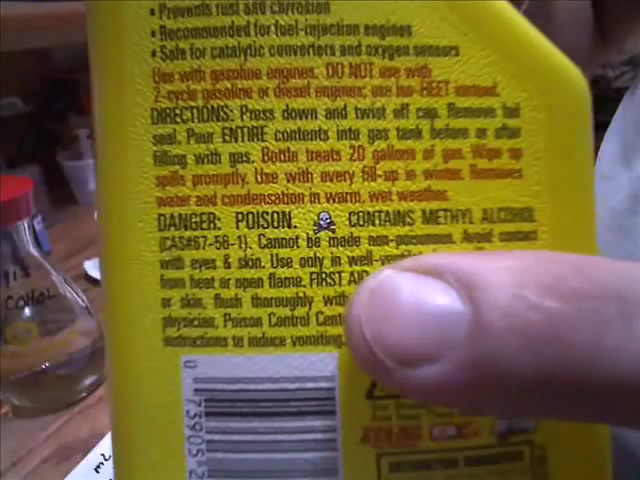 • Prevents rust and corrosion
• Recommended for fuel-injection engines
• Safe for catalytic converters and oxygen sensors
Use with gasoline engines. DO NOT use with
2-cycle gasoline or diesel engines; use Iso-HEET instead.
DIRECTIONS: Press down and twist off cap. Remove foil
seal. Pour ENTIRE contents into gas tank before or after
filling with gas. Bottle treats 20 gallons of gas. Wipe up
spills promptly. Use with every fill-up in winter. Removes
water and condensation in warm, wet weather.
DANGER: POISON. CONTAINS METHYL ALCOHOL
(CAS#67-56-1). Cannot be made non-poisonous. Avoid contact
with eyes & skin. Use only in well-
from heat or open flame. FIRST AID
or skin, flush thoroughly with
physician, Poison Control Cent
instructions to induce vomiting.
0 73905 2
91%
COHOL
m2